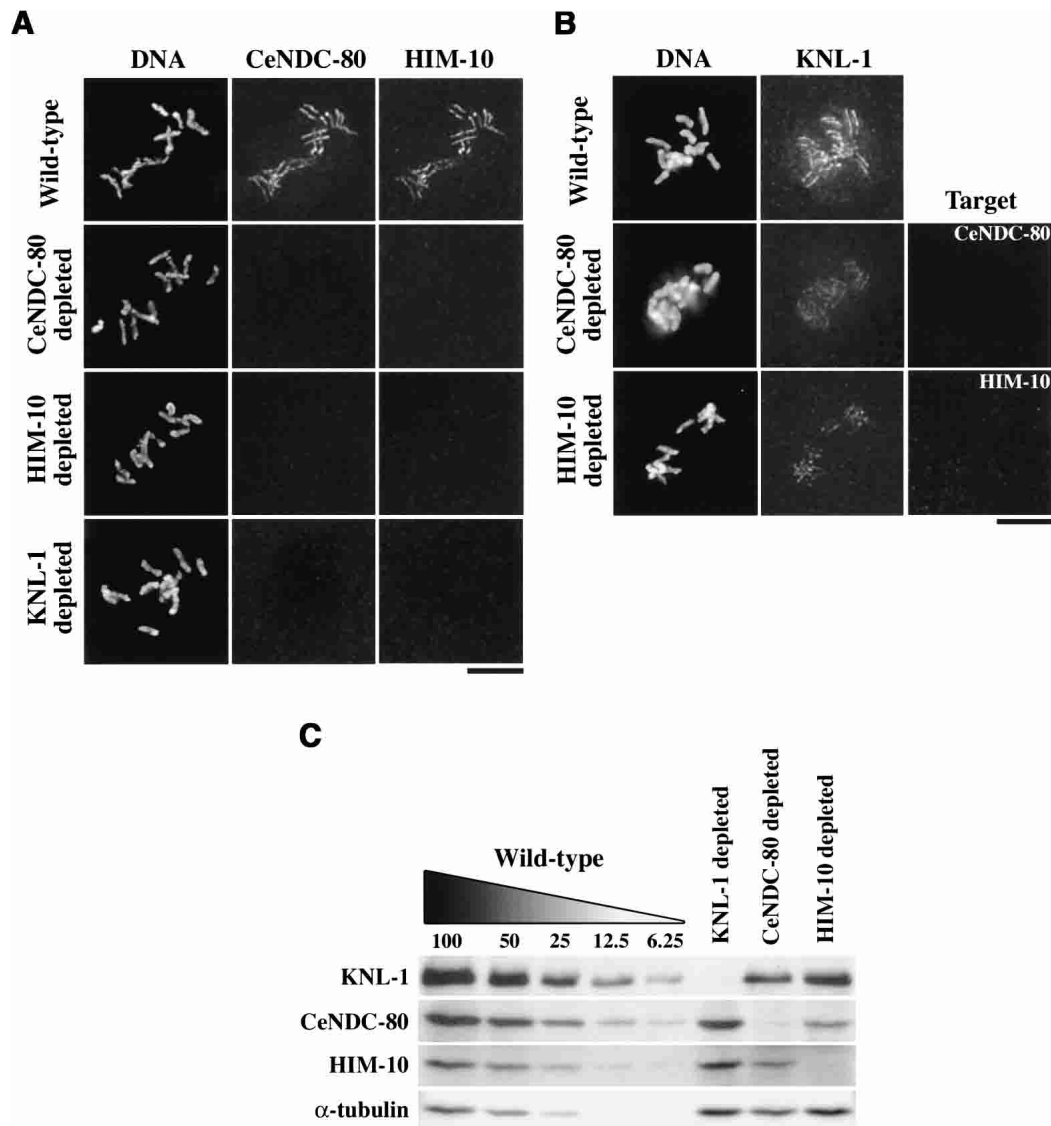 A
DNA
CeNDC-80
HIM-10
Wild-type
CeNDC-80
depleted
HIM-10
depleted
KNL-1
depleted
B
DNA
KNL-1
Target
Wild-type
CeNDC-80
depleted
CeNDC-80
HIM-10
depleted
HIM-10
C
Wild-type
100 50 25 12.5 6.25
KNL-1 depleted
CeNDC-80 depleted
HIM-10 depleted
KNL-1
CeNDC-80
HIM-10
α-tubulin